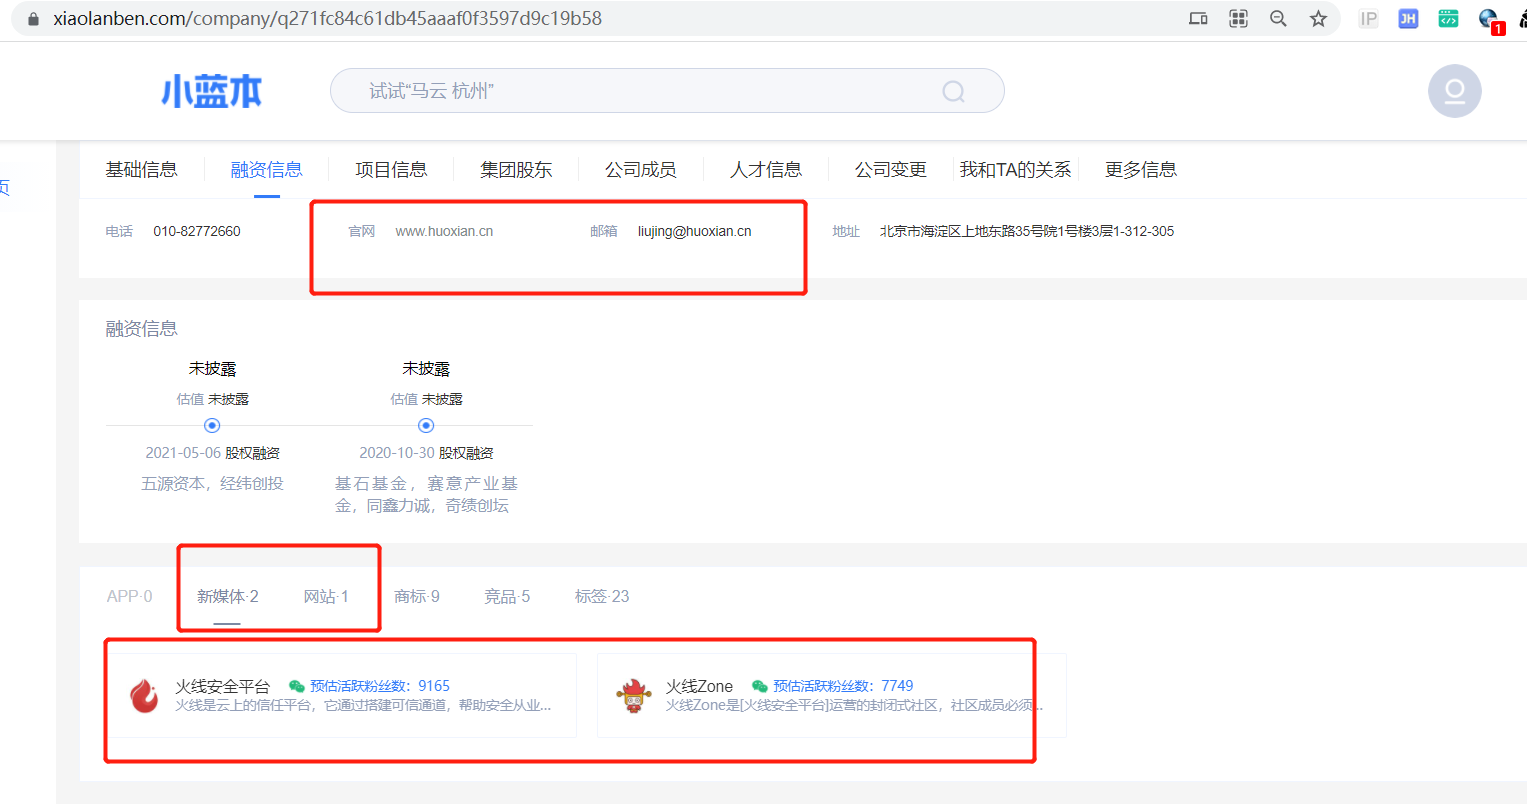 xiaolanben.com/company/q271fc84c61db45aaaf0f3597d9c19b58
IP
JH
1
小蓝本
试试“马云 杭州”
页
基础信息 融资信息 项目信息 集团股东 公司成员 人才信息 公司变更 我和TA的关系 更多信息
电话 010-82772660 官网 www.huoxian.cn 邮箱 liujing@huoxian.cn 地址 北京市海淀区上地东路35号院1号楼3层1-312-305
融资信息
未披露 未披露
估值 未披露 估值 未披露
2021-05-06 股权融资 2020-10-30 股权融资
五源资本，经纬创投 基石基金，赛意产业基
金，同鑫力诚，奇绩创坛
APP·0 新媒体·2 网站·1 商标·9 竞品·5 标签·23
火线安全平台 预估活跃粉丝数：9165 火线Zone 预估活跃粉丝数：7749
火线是云上的信任平台，它通过搭建可信通道，帮助安全从业... 火线Zone是[火线安全平台]运营的封闭式社区，社区成员必须...